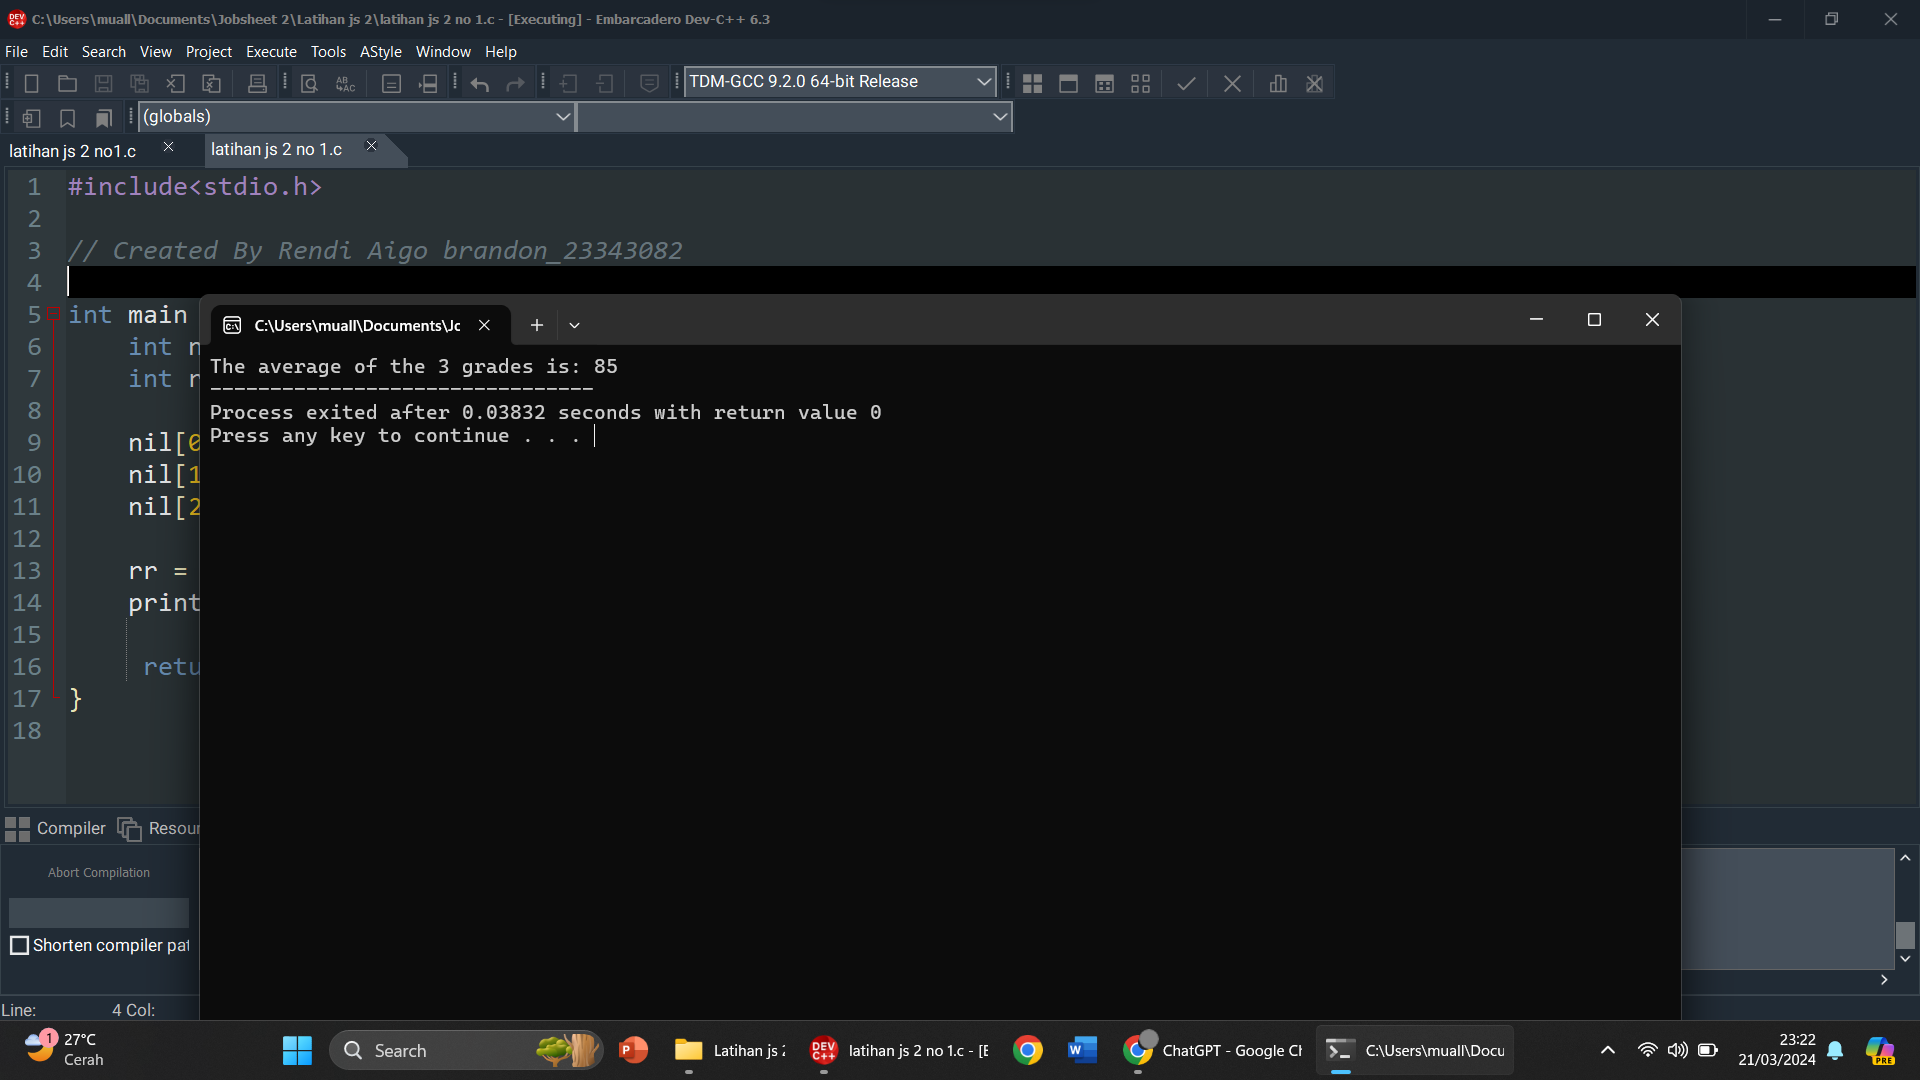 C:\Users\muall\Documents\Jobsheet 2\Latihan js 2\latihan js 2 no 1.c - [Executing] - Embarcadero Dev-C++ 6.3
File Edit Search View Project Execute Tools AStyle Window Help
TDM-GCC 9.2.0 64-bit Release
(globals)
latihan js 2 no1.c
latihan js 2 no 1.c
1 #include<stdio.h>
2
3 // Created By Rendi Aigo brandon_23343082
4
5 int main
6 int n
7 int n
8
9 nil[0
10 nil[1
11 nil[2
12
13 rr =
14 print
15
16 retu
17 }
18
C:\Users\muall\Documents\Jc
The average of the 3 grades is: 85
--------------------------------
Process exited after 0.03832 seconds with return value 0
Press any key to continue . . .
Compiler Resour
Abort Compilation
Shorten compiler pat
Line: 4 Col:
1
27°C
Cerah
Search
Latihan js 2
DEV C++
latihan js 2 no 1.c - [E
ChatGPT - Google Ch
C:\Users\muall\Docu
23:22
21/03/2024
PRE